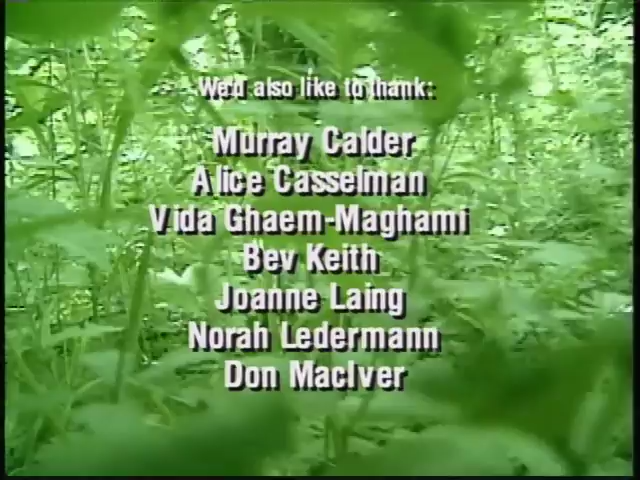 We'd also like to thank:
Murray Calder
Alice Casselman
Vida Ghaem-Maghami
Bev Keith
Joanne Laing
Norah Ledermann
Don MacIver